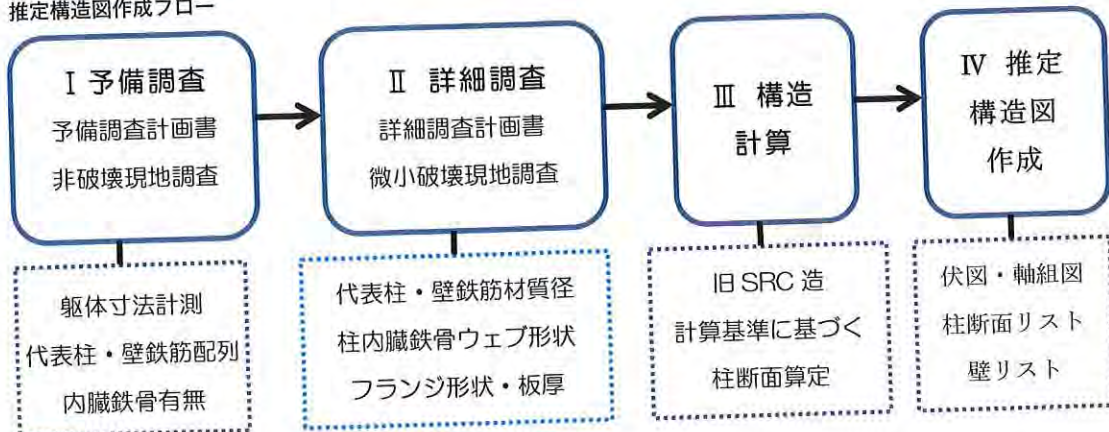 推定構造図作成フロー
Ⅰ 予備調査
予備調査計画書
非破壊現地調査
Ⅱ 詳細調査
詳細調査計画書
微小破壊現地調査
Ⅲ 構造
計算
Ⅳ 推定
構造図
作成
躯体寸法計測
代表柱・壁鉄筋配列
内臓鉄骨有無
代表柱・壁鉄筋材質径
柱内臓鉄骨ウェブ形状
フランジ形状・板厚
旧 SRC 造
計算基準に基づく
柱断面算定
伏図・軸組図
柱断面リスト
壁リスト